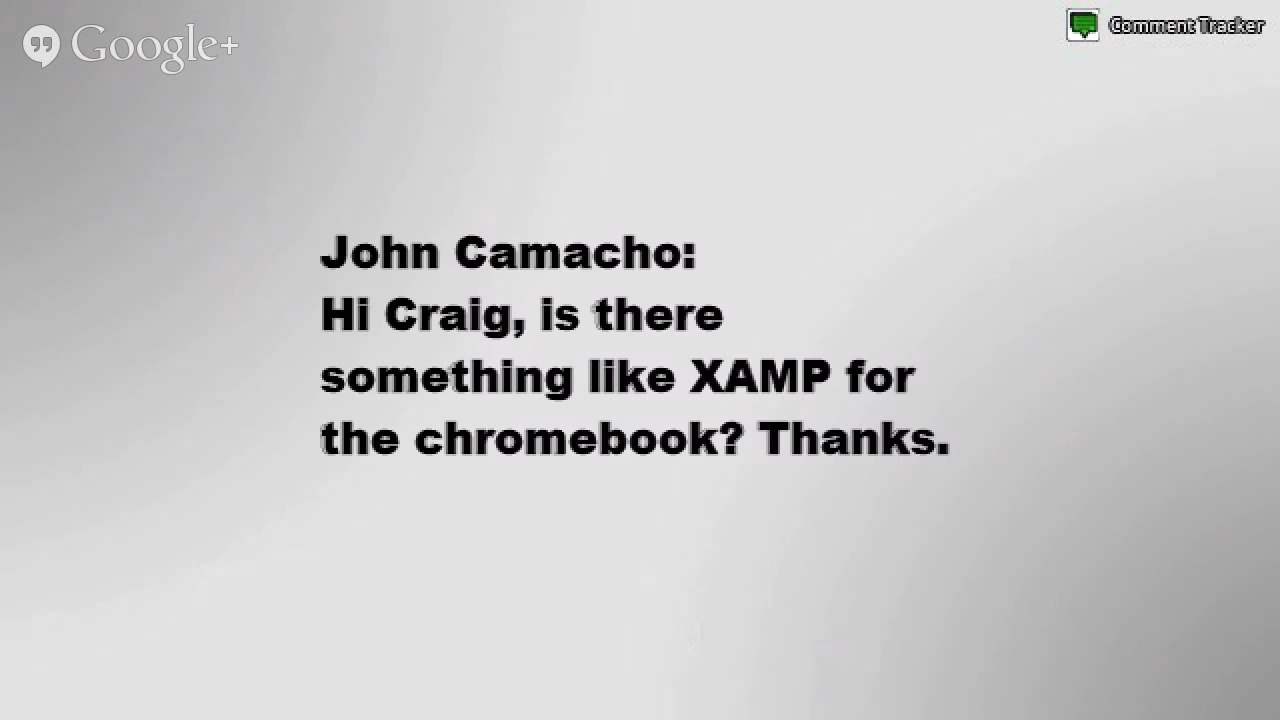 Google+
Comment Tracker
John Camacho:
Hi Craig, is there
something like XAMP for
the chromebook? Thanks.